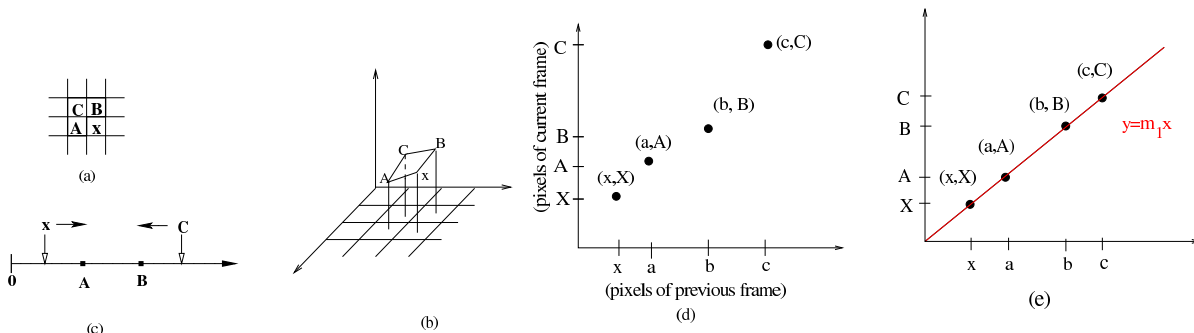 C B
A x
(a)
x C
0 A B
(c)
C B
A x
(b)
(pixels of current frame)
C (c,C)
B (b, B)
A (a,A)
X (x,X)
x a b c
(pixels of previous frame)
(d)
C (c,C)
B (b, B)
y=m1x
A (a,A)
X (x,X)
x a b c
(e)